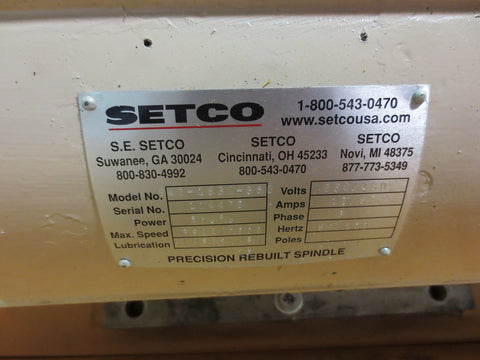 SETCO
1-800-543-0470
www.setcousa.com
S.E. SETCO SETCO SETCO
Suwanee, GA 30024 Cincinnati, OH 45233 Novi, MI 48375
800-830-4992 800-543-0470 877-773-5349
Model No. Volts
Serial No. Amps
Power Phase
Max. Speed Hertz
Lubrication Poles
PRECISION REBUILT SPINDLE